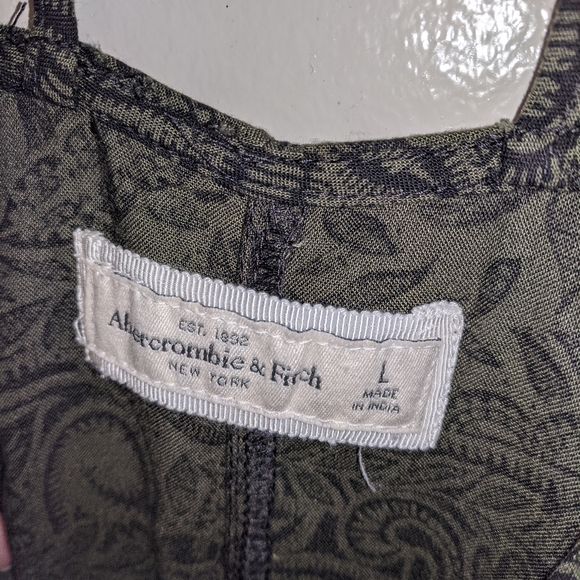 EST. 1892
Abercrombie & Fitch
NEW YORK
L
MADE
IN INDIA